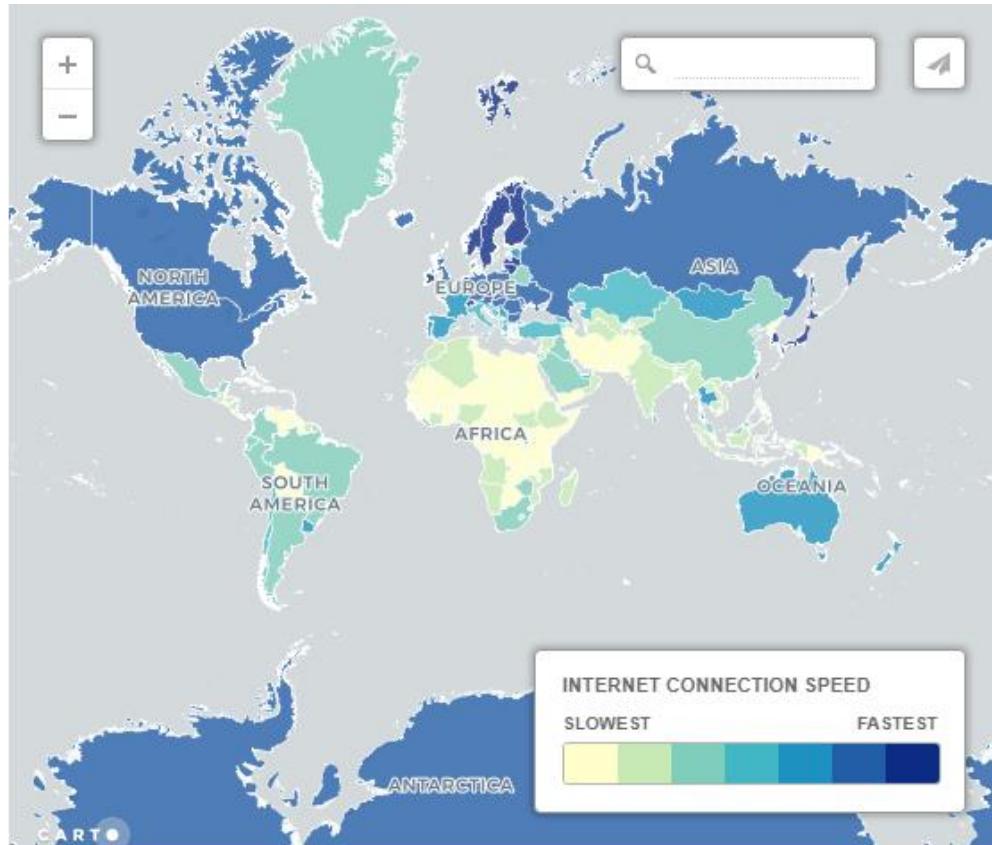 +
−
NORTH
AMERICA
EUROPE
ASIA
AFRICA
SOUTH
AMERICA
OCEANIA
INTERNET CONNECTION SPEED
SLOWEST FASTEST
ANTARCTICA
CARTO